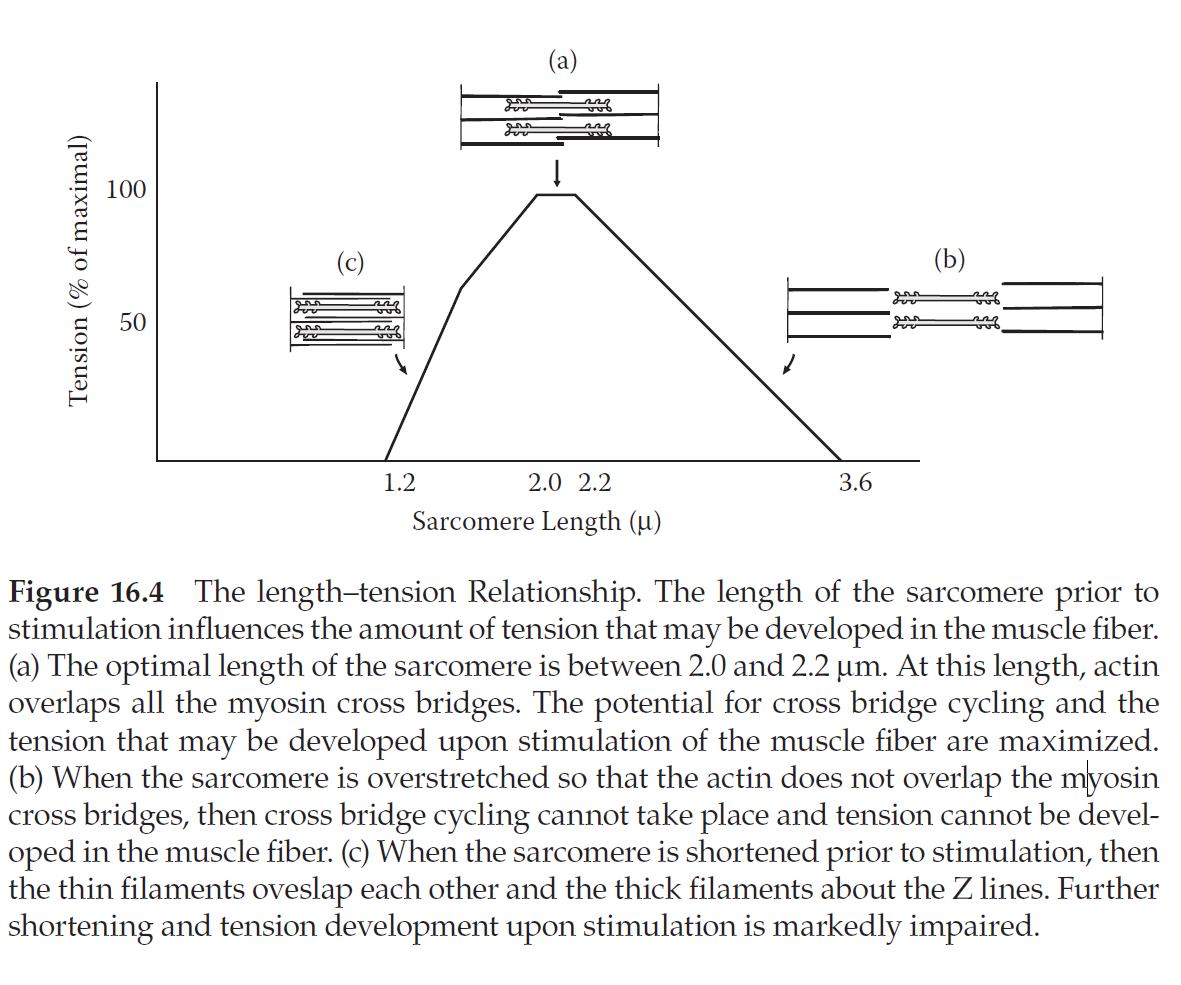 (a)
Tension (% of maximal)
100
(c)
(b)
50
1.2
2.0 2.2
3.6
Sarcomere Length (μ)
Figure 16.4 The length–tension Relationship. The length of the sarcomere prior to
stimulation influences the amount of tension that may be developed in the muscle fiber.
(a) The optimal length of the sarcomere is between 2.0 and 2.2 μm. At this length, actin
overlaps all the myosin cross bridges. The potential for cross bridge cycling and the
tension that may be developed upon stimulation of the muscle fiber are maximized.
(b) When the sarcomere is overstretched so that the actin does not overlap the myosin
cross bridges, then cross bridge cycling cannot take place and tension cannot be devel-
oped in the muscle fiber. (c) When the sarcomere is shortened prior to stimulation, then
the thin filaments oveslap each other and the thick filaments about the Z lines. Further
shortening and tension development upon stimulation is markedly impaired.